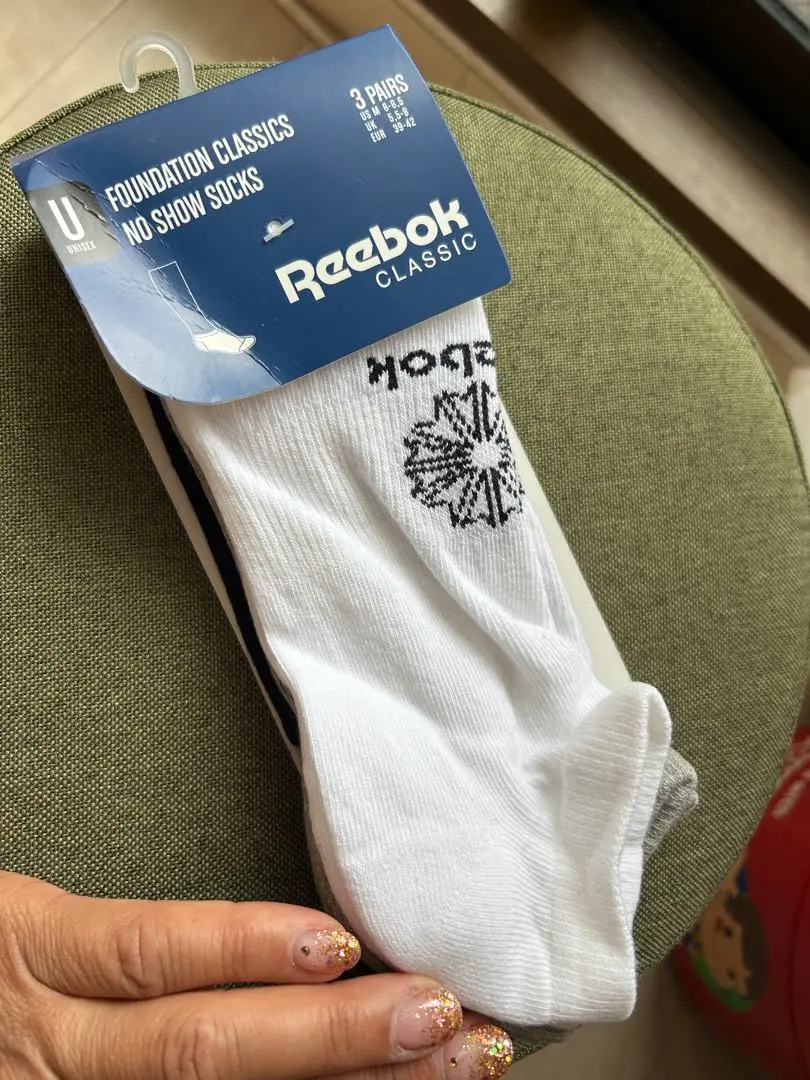 3 PAIRS
US M 6-8,5
UK 5,5-8
EUR 39-42
FOUNDATION CLASSICS
NO SHOW SOCKS
U
UNISEX
Reebok
CLASSIC
ebok